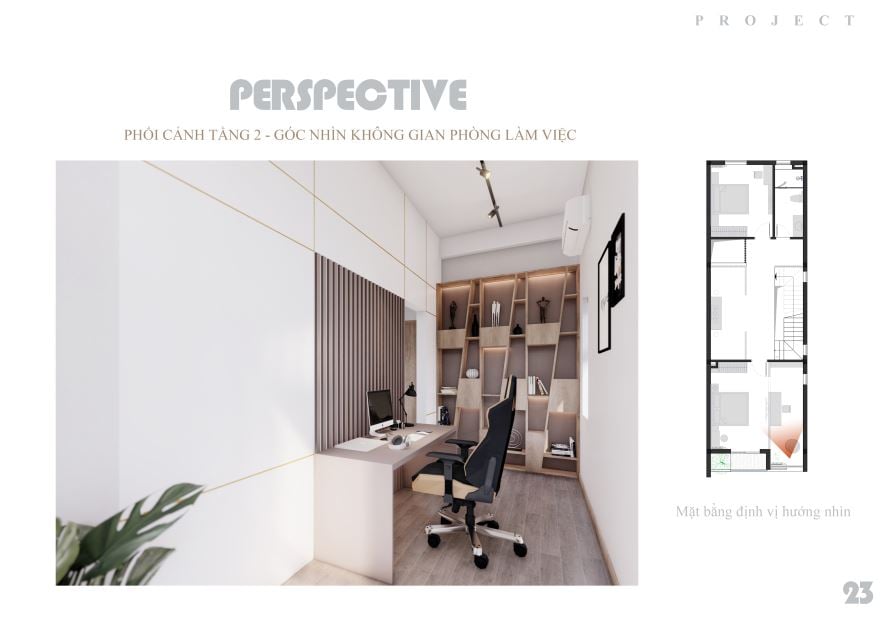 PROJECT
PERSPECTIVE
PHỐI CẢNH TẦNG 2 - GÓC NHÌN KHÔNG GIAN PHÒNG LÀM VIỆC
Mặt bằng định vị hướng nhìn
23